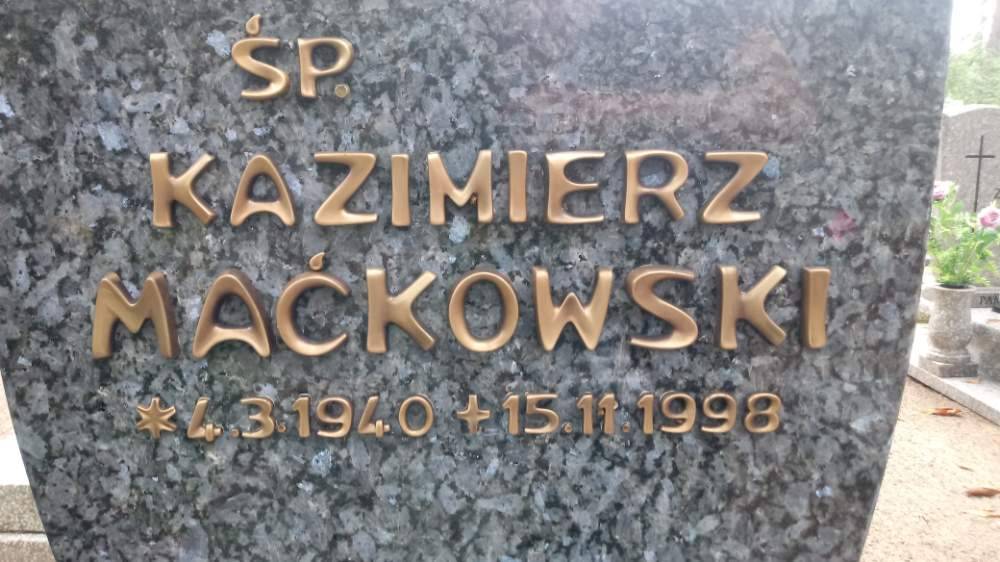 ŚP.
KAZIMIERZ
MAĆKOWSKI
*4.3.1940 +15.11.1998